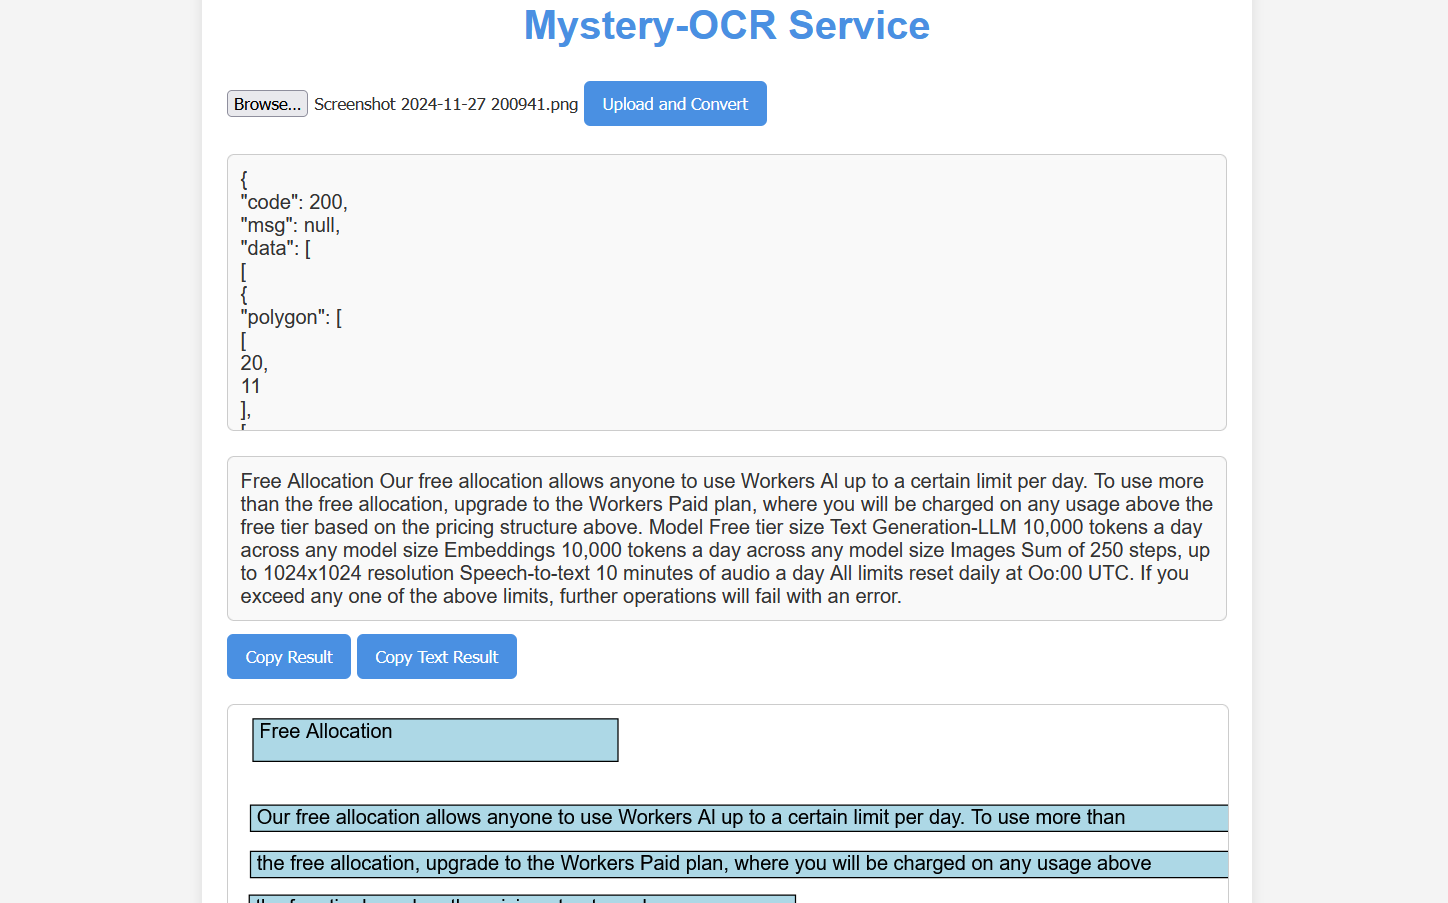 Mystery-OCR Service
Browse... Screenshot 2024-11-27 200941.png Upload and Convert
{
"code": 200,
"msg": null,
"data": [
[
{
"polygon": [
[
20,
11
],
[
Free Allocation Our free allocation allows anyone to use Workers Al up to a certain limit per day. To use more
than the free allocation, upgrade to the Workers Paid plan, where you will be charged on any usage above the
free tier based on the pricing structure above. Model Free tier size Text Generation-LLM 10,000 tokens a day
across any model size Embeddings 10,000 tokens a day across any model size Images Sum of 250 steps, up
to 1024x1024 resolution Speech-to-text 10 minutes of audio a day All limits reset daily at Oo:00 UTC. If you
exceed any one of the above limits, further operations will fail with an error.
Copy Result Copy Text Result
Free Allocation
Our free allocation allows anyone to use Workers Al up to a certain limit per day. To use more than
the free allocation, upgrade to the Workers Paid plan, where you will be charged on any usage above